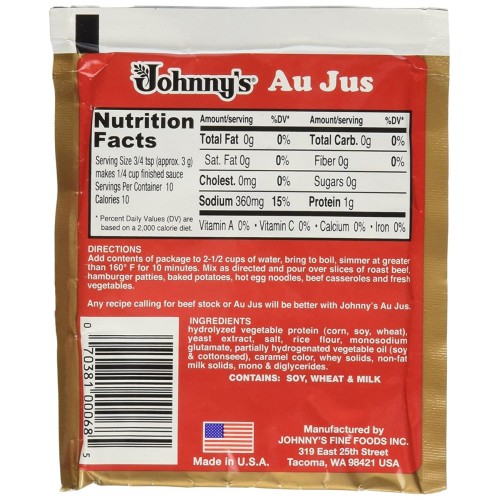 Johnny's® Au Jus
Nutrition
Facts
Serving Size 3/4 tsp (approx. 3 g)
makes 1/4 cup finished sauce
Servings Per Container 10
Calories 10
* Percent Daily Values (DV) are
based on a 2,000 calorie diet.
Amount/serving %DV*
Total Fat 0g 0%
Sat. Fat 0g 0%
Cholest. 0mg 0%
Sodium 360mg 15%
Amount/serving %DV*
Total Carb. 0g 0%
Fiber 0g 0%
Sugars 0g
Protein 1g
Vitamin A 0% • Vitamin C 0% • Calcium 0% • Iron 0%
DIRECTIONS
Add contents of package to 2-1/2 cups of water, bring to boil, simmer at greater
than 160° F for 10 minutes. Mix as directed and pour over slices of roast beef,
hamburger patties, baked potatoes, hot egg noodles, beef casseroles and fresh
vegetables.
Any recipe calling for beef stock or Au Jus will be better with Johnny's Au Jus.
INGREDIENTS
hydrolyzed vegetable protein (corn, soy, wheat),
yeast extract, salt, rice flour, monosodium
glutamate, partially hydrogenated vegetable oil (soy
& cottonseed), caramel color, whey solids, non-fat
milk solids, mono & diglycerides.
CONTAINS: SOY, WHEAT & MILK
0 70381 00068 5
Made in U.S.A.
Manufactured by
JOHNNY'S FINE FOODS INC.
319 East 25th Street
Tacoma, WA 98421 USA